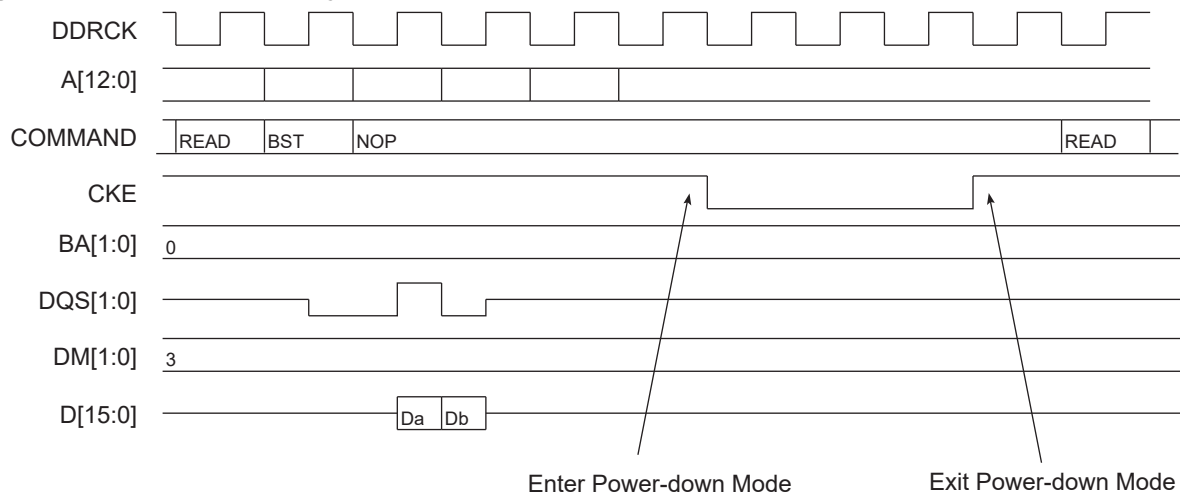 DDRCK
A[12:0]
COMMAND READ BST NOP READ
CKE
BA[1:0] 0
DQS[1:0]
DM[1:0] 3
D[15:0] Da Db
Enter Power-down Mode Exit Power-down Mode